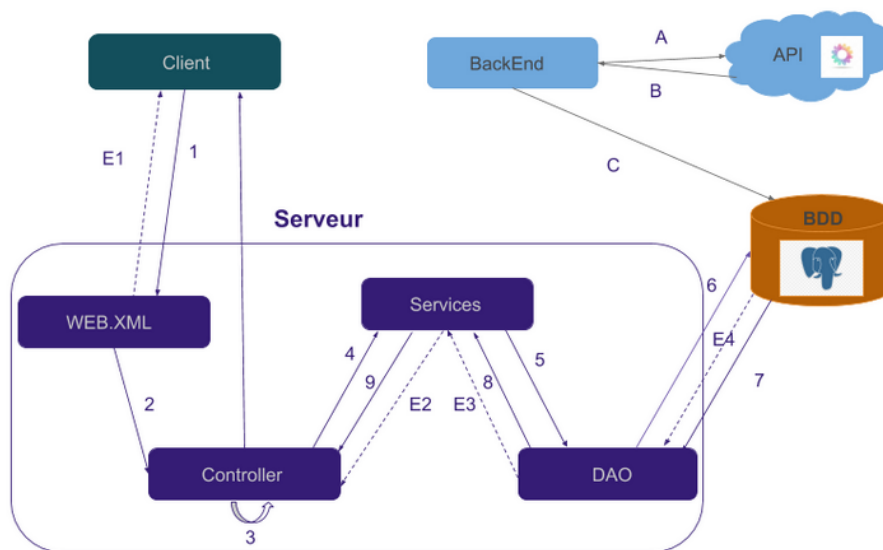 Client
BackEnd
A
API
B
E1
1
C
Serveur
BDD
WEB.XML
Services
6
E4
7
4
9
5
2
E2
E3
8
Controller
DAO
3